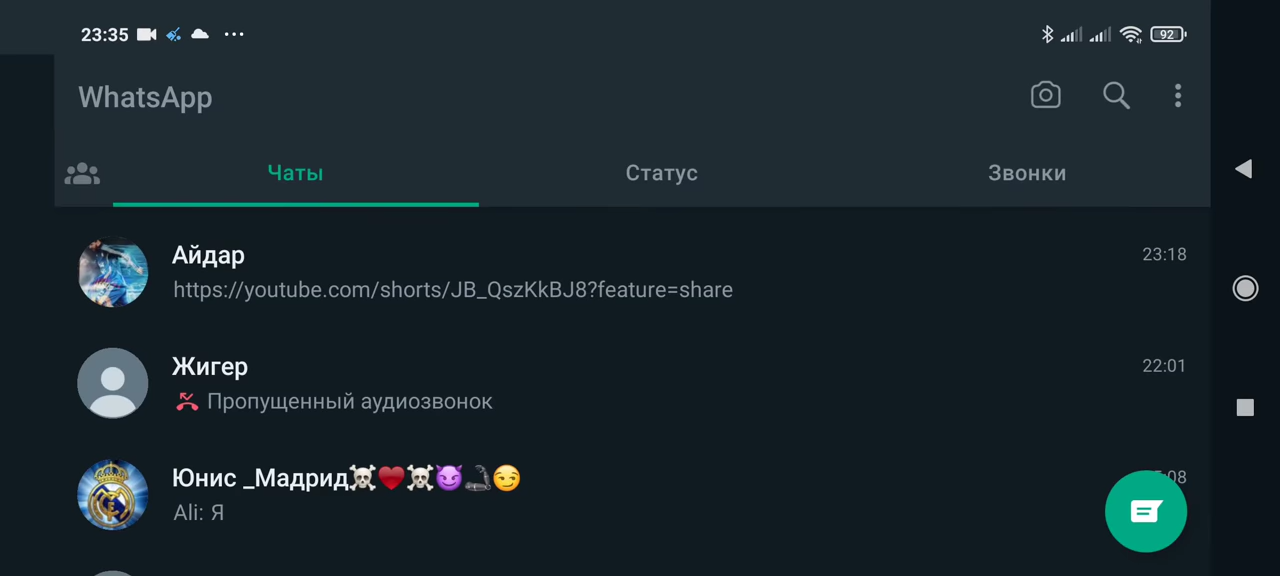 23:35
92
WhatsApp
Чаты
Статус
Звонки
Айдар
23:18
https://youtube.com/shorts/JB_QszKkBJ8?feature=share
Жигер
22:01
Пропущенный аудиозвонок
Юнис _Мадрид☠️❤️☠️😈🦾😏
Ali: Я